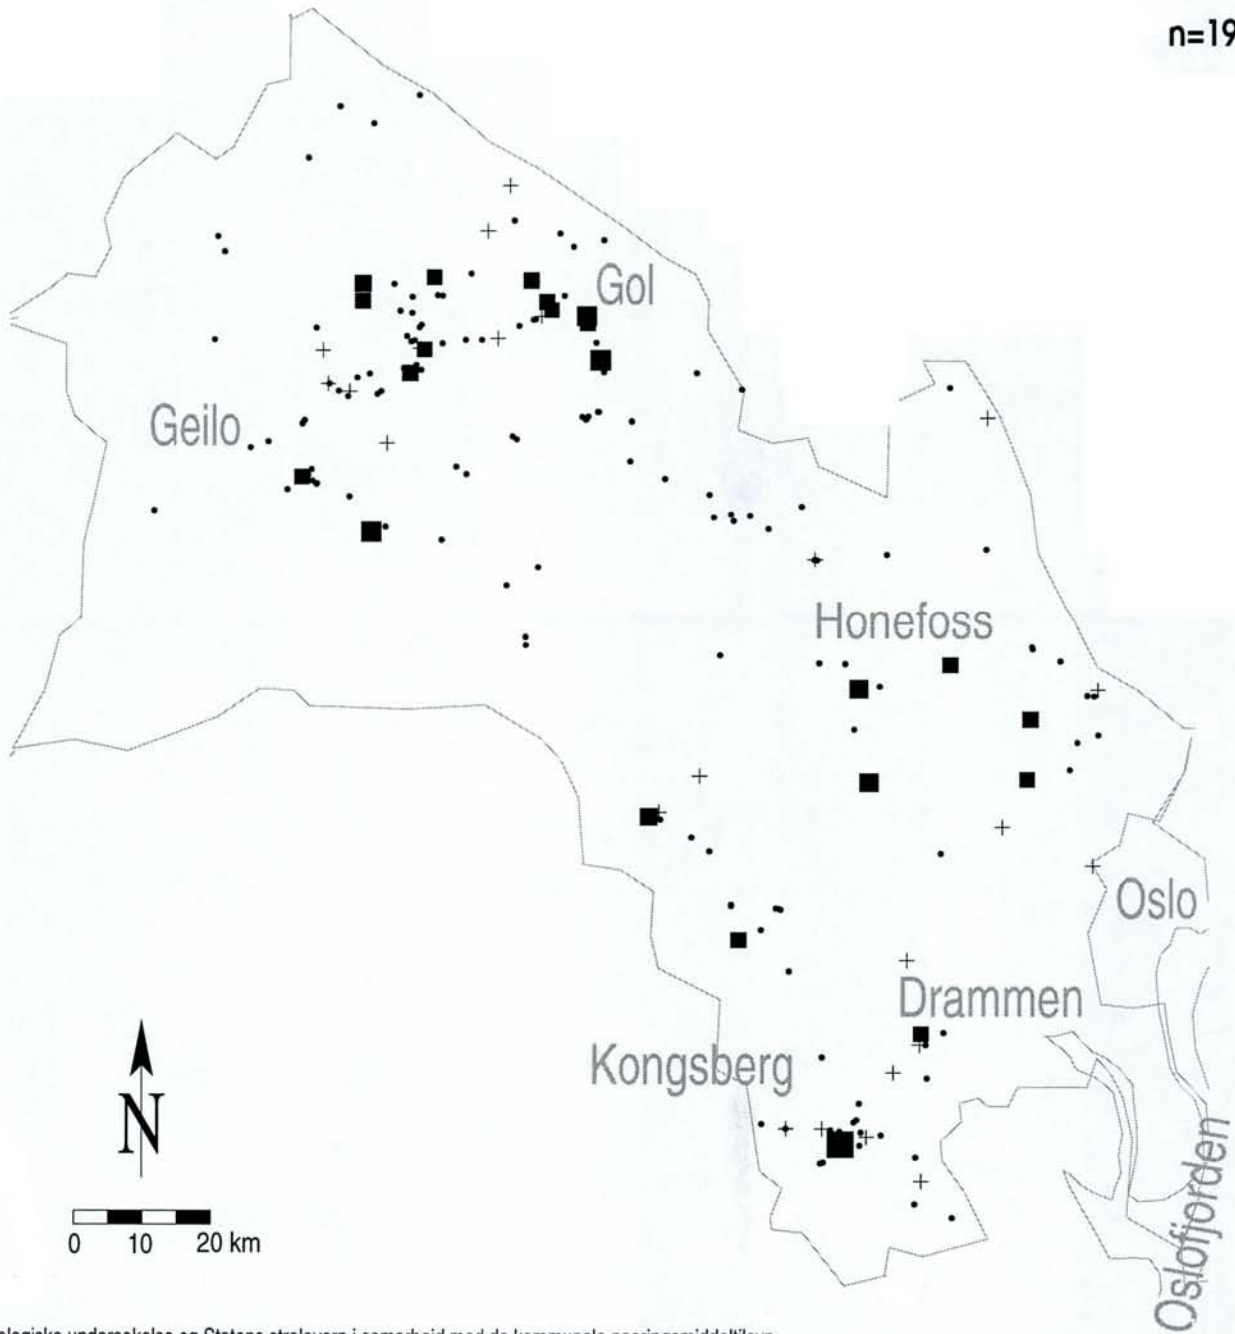 n=19
Gol
Geilo
Honefoss
Oslo
Drammen
Kongsberg
N
Oslofjorden
0 10 20 km